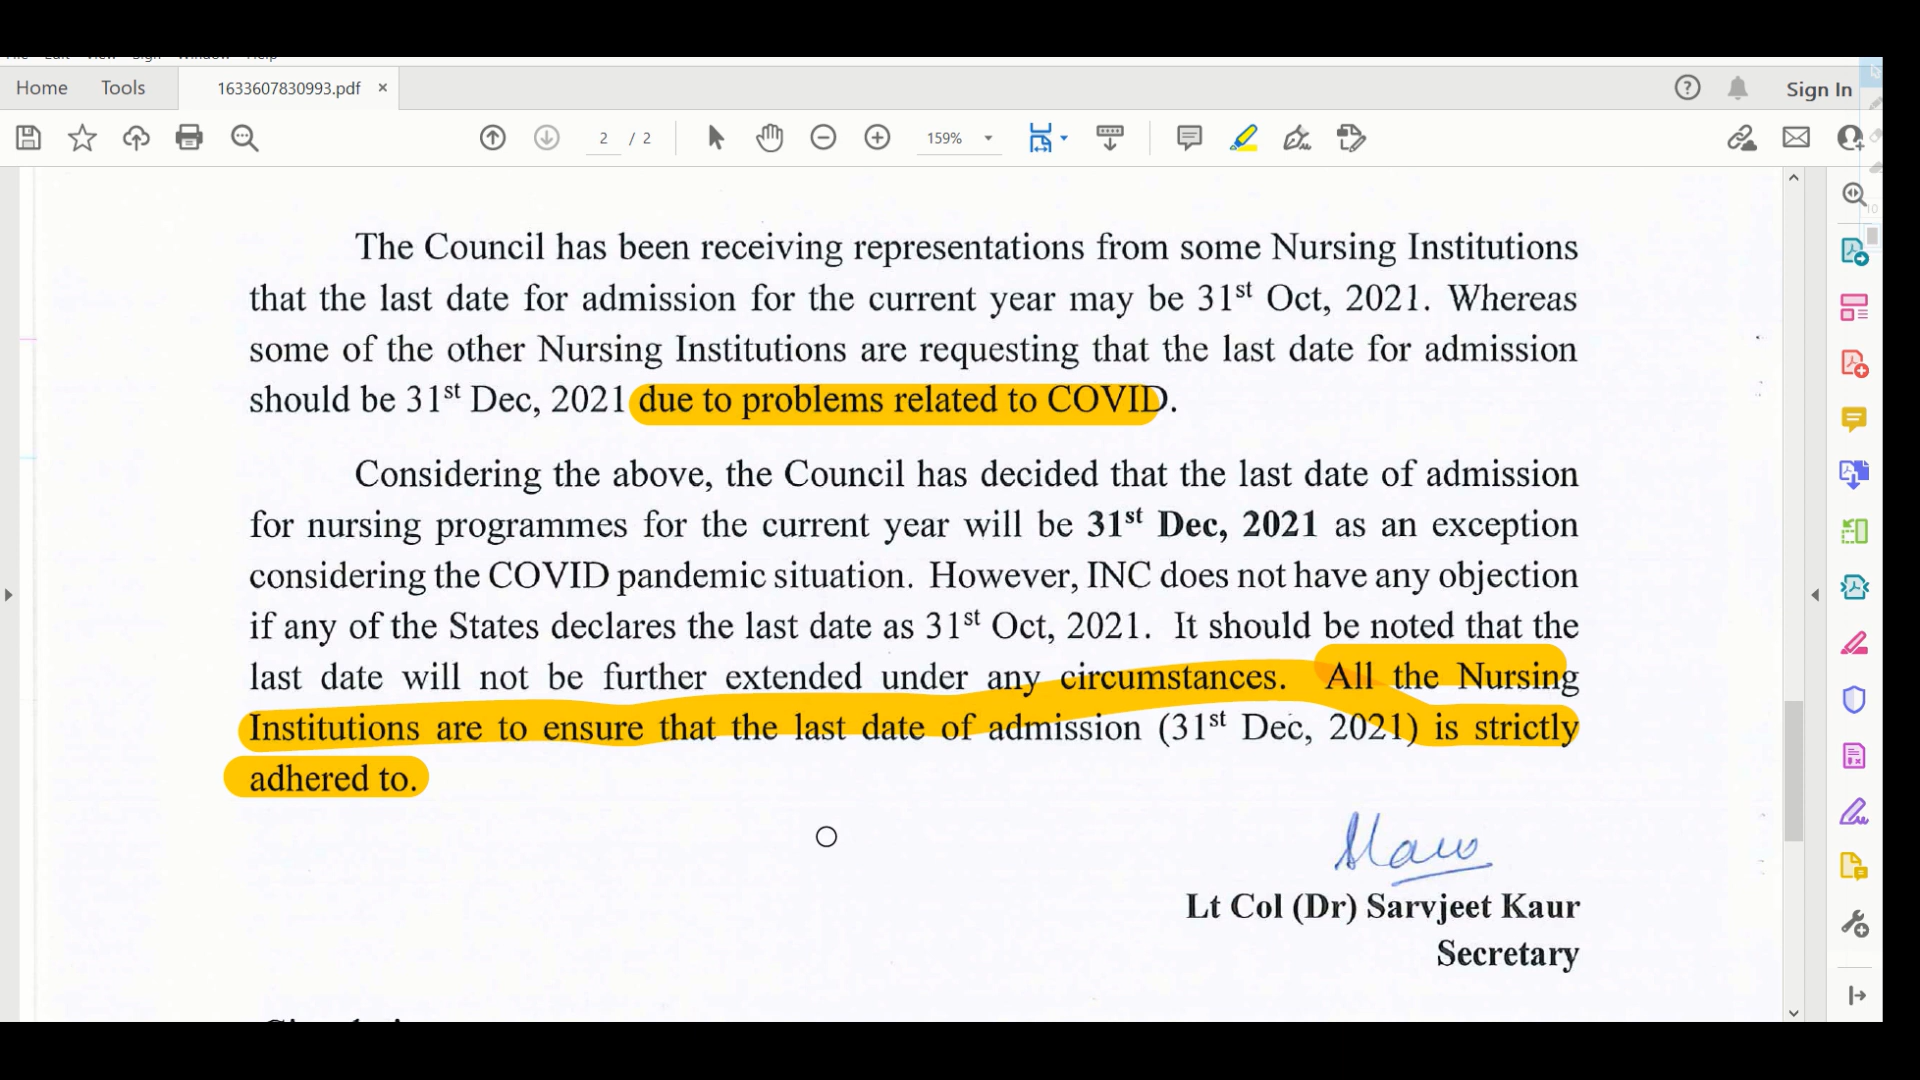 Home Tools 1633607830993.pdf × Sign In
2 / 2 159%
The Council has been receiving representations from some Nursing Institutions
that the last date for admission for the current year may be 31st Oct, 2021. Whereas
some of the other Nursing Institutions are requesting that the last date for admission
should be 31st Dec, 2021 due to problems related to COVID.
Considering the above, the Council has decided that the last date of admission
for nursing programmes for the current year will be 31st Dec, 2021 as an exception
considering the COVID pandemic situation. However, INC does not have any objection
if any of the States declares the last date as 31st Oct, 2021. It should be noted that the
last date will not be further extended under any circumstances. All the Nursing
Institutions are to ensure that the last date of admission (31st Dec, 2021) is strictly
adhered to.
Lt Col (Dr) Sarvjeet Kaur
Secretary